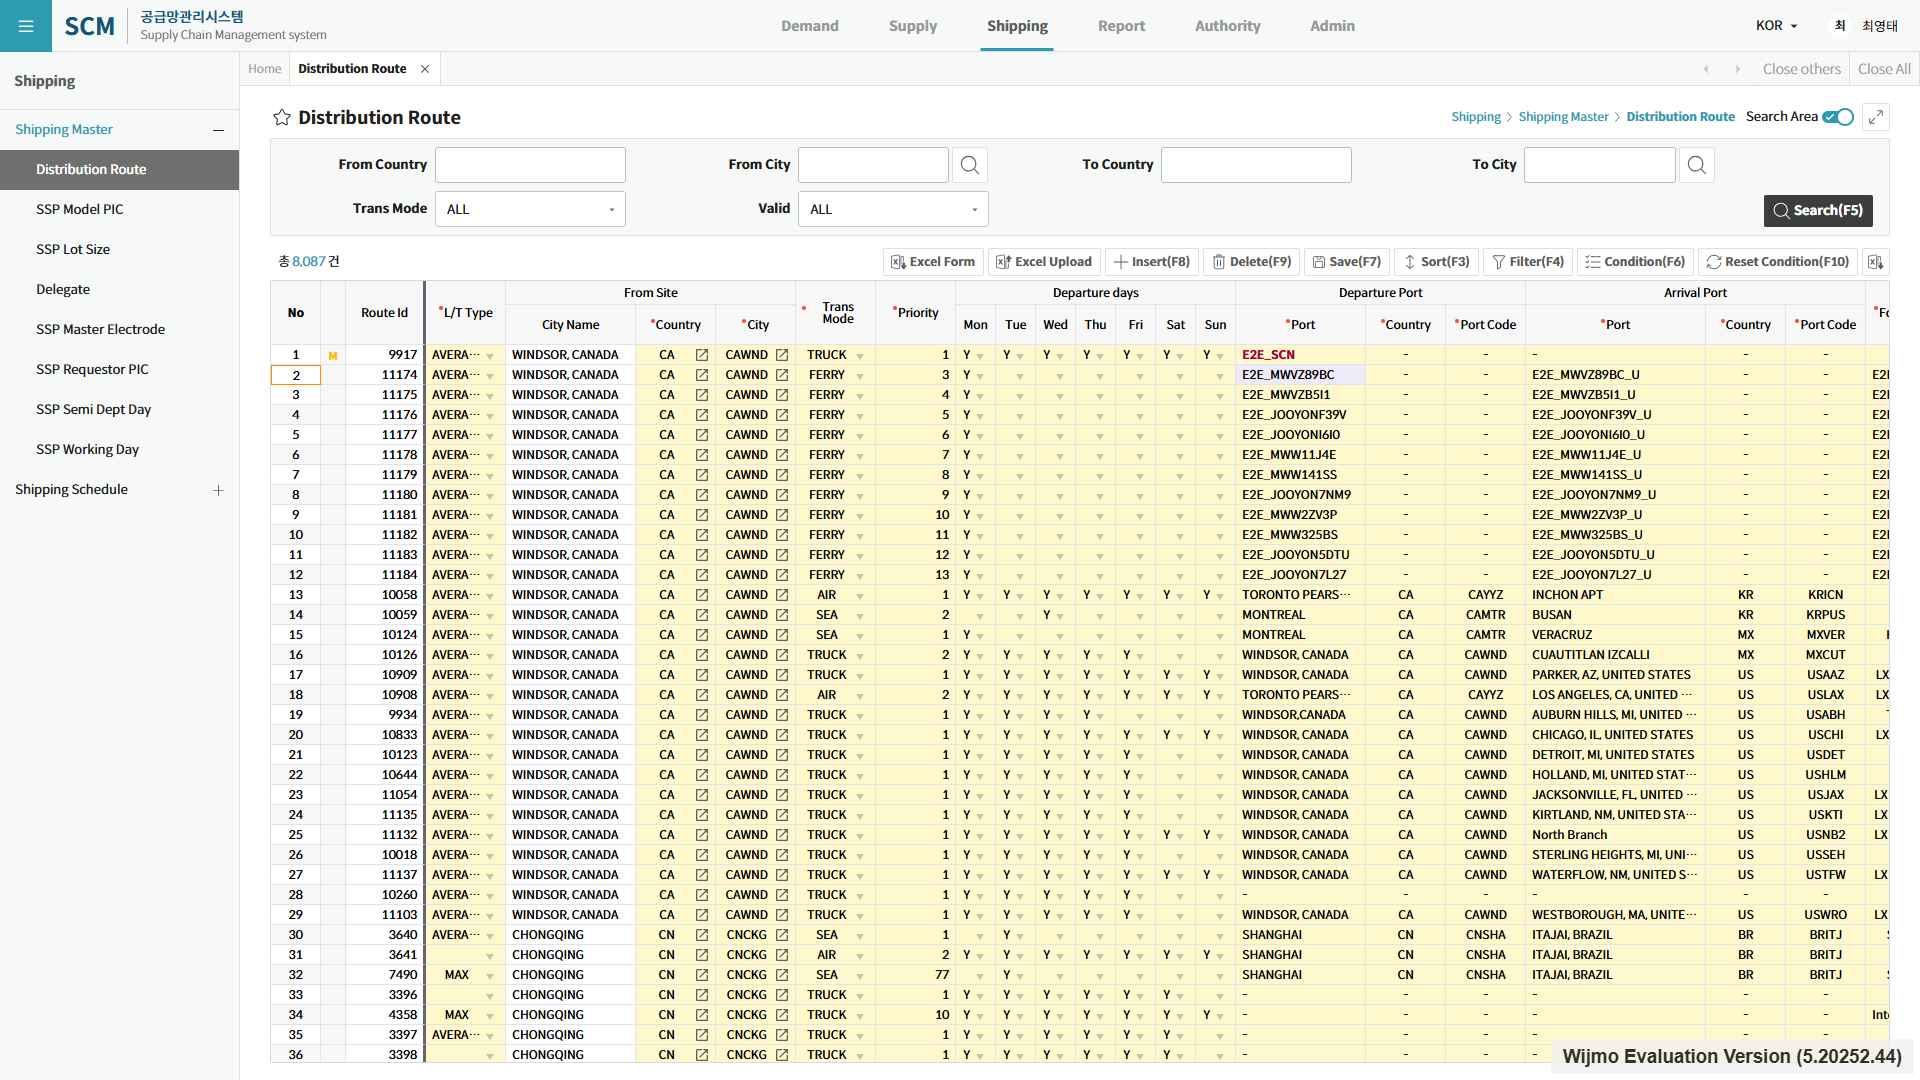 SCM 공급망관리시스템 Supply Chain Management system
Demand Supply Shipping Report Authority Admin
KOR 최 최영태
Shipping
Home Distribution Route Close others Close All
Shipping Master
Distribution Route
SSP Model PIC
SSP Lot Size
Delegate
SSP Master Electrode
SSP Requestor PIC
SSP Semi Dept Day
SSP Working Day
Shipping Schedule
Distribution Route
Shipping > Shipping Master > Distribution Route Search Area
From Country From City To Country To City
Trans Mode ALL Valid ALL
Search(F5)
총 8,087 건
Excel Form Excel Upload Insert(F8) Delete(F9) Save(F7) Sort(F3) Filter(F4) Condition(F6) Reset Condition(F10)
From Site Departure days Departure Port Arrival Port
No Route Id *L/T Type City Name *Country *City *Trans Mode *Priority Mon Tue Wed Thu Fri Sat Sun *Port *Country *Port Code *Port *Country *Port Code
1 M 9917 AVERA··· WINDSOR, CANADA CA CAWND TRUCK 1 Y Y Y Y Y Y Y E2E_SCN - - - - -
2 11174 AVERA··· WINDSOR, CANADA CA CAWND FERRY 3 Y E2E_MWVZ89BC - - E2E_MWVZ89BC_U - -
3 11175 AVERA··· WINDSOR, CANADA CA CAWND FERRY 4 Y E2E_MWVZB5I1 - - E2E_MWVZB5I1_U - -
4 11176 AVERA··· WINDSOR, CANADA CA CAWND FERRY 5 Y E2E_JOOYONF39V - - E2E_JOOYONF39V_U - -
5 11177 AVERA··· WINDSOR, CANADA CA CAWND FERRY 6 Y E2E_JOOYONI6I0 - - E2E_JOOYONI6I0_U - -
6 11178 AVERA··· WINDSOR, CANADA CA CAWND FERRY 7 Y E2E_MWW11J4E - - E2E_MWW11J4E_U - -
7 11179 AVERA··· WINDSOR, CANADA CA CAWND FERRY 8 Y E2E_MWW141SS - - E2E_MWW141SS_U - -
8 11180 AVERA··· WINDSOR, CANADA CA CAWND FERRY 9 Y E2E_JOOYON7NM9 - - E2E_JOOYON7NM9_U - -
9 11181 AVERA··· WINDSOR, CANADA CA CAWND FERRY 10 Y E2E_MWW2ZV3P - - E2E_MWW2ZV3P_U - -
10 11182 AVERA··· WINDSOR, CANADA CA CAWND FERRY 11 Y E2E_MWW325BS - - E2E_MWW325BS_U - -
11 11183 AVERA··· WINDSOR, CANADA CA CAWND FERRY 12 Y E2E_JOOYON5DTU - - E2E_JOOYON5DTU_U - -
12 11184 AVERA··· WINDSOR, CANADA CA CAWND FERRY 13 Y E2E_JOOYON7L27 - - E2E_JOOYON7L27_U - -
13 10058 AVERA··· WINDSOR, CANADA CA CAWND AIR 1 Y Y Y Y Y Y Y TORONTO PEARS··· CA CAYYZ INCHON APT KR KRICN
14 10059 AVERA··· WINDSOR, CANADA CA CAWND SEA 2 Y MONTREAL CA CAMTR BUSAN KR KRPUS
15 10124 AVERA··· WINDSOR, CANADA CA CAWND SEA 1 Y MONTREAL CA CAMTR VERACRUZ MX MXVER
16 10126 AVERA··· WINDSOR, CANADA CA CAWND TRUCK 2 Y Y Y Y Y WINDSOR, CANADA CA CAWND CUAUTITLAN IZCALLI MX MXCUT
17 10909 AVERA··· WINDSOR, CANADA CA CAWND TRUCK 1 Y Y Y Y Y Y Y WINDSOR, CANADA CA CAWND PARKER, AZ, UNITED STATES US USAAZ LX
18 10908 AVERA··· WINDSOR, CANADA CA CAWND AIR 2 Y Y Y Y Y Y Y TORONTO PEARS··· CA CAYYZ LOS ANGELES, CA, UNITED ··· US USLAX LX
19 9934 AVERA··· WINDSOR, CANADA CA CAWND TRUCK 1 Y Y Y Y WINDSOR,CANADA CA CAWND AUBURN HILLS, MI, UNITED ··· US USABH
20 10833 AVERA··· WINDSOR, CANADA CA CAWND TRUCK 1 Y Y Y Y Y Y Y WINDSOR, CANADA CA CAWND CHICAGO, IL, UNITED STATES US USCHI LX
21 10123 AVERA··· WINDSOR, CANADA CA CAWND TRUCK 1 Y Y Y Y Y WINDSOR, CANADA CA CAWND DETROIT, MI, UNITED STATES US USDET
22 10644 AVERA··· WINDSOR, CANADA CA CAWND TRUCK 1 Y Y Y Y Y WINDSOR, CANADA CA CAWND HOLLAND, MI, UNITED STAT··· US USHLM
23 11054 AVERA··· WINDSOR, CANADA CA CAWND TRUCK 1 Y Y Y Y Y WINDSOR, CANADA CA CAWND JACKSONVILLE, FL, UNITED ··· US USJAX LX
24 11135 AVERA··· WINDSOR, CANADA CA CAWND TRUCK 1 Y Y Y Y Y WINDSOR, CANADA CA CAWND KIRTLAND, NM, UNITED STA··· US USKTI LX
25 11132 AVERA··· WINDSOR, CANADA CA CAWND TRUCK 1 Y Y Y Y Y Y Y WINDSOR, CANADA CA CAWND North Branch US USNB2 LX
26 10018 AVERA··· WINDSOR, CANADA CA CAWND TRUCK 1 Y Y Y Y Y WINDSOR, CANADA CA CAWND STERLING HEIGHTS, MI, UNI··· US USSEH
27 11137 AVERA··· WINDSOR, CANADA CA CAWND TRUCK 1 Y Y Y Y Y Y Y WINDSOR, CANADA CA CAWND WATERFLOW, NM, UNITED S··· US USTFW LX
28 10260 AVERA··· WINDSOR, CANADA CA CAWND TRUCK 1 Y Y Y Y Y - - - - - -
29 11103 AVERA··· WINDSOR, CANADA CA CAWND TRUCK 1 Y Y Y Y Y WINDSOR, CANADA CA CAWND WESTBOROUGH, MA, UNITE··· US USWRO LX
30 3640 AVERA··· CHONGQING CN CNCKG SEA 1 Y SHANGHAI CN CNSHA ITAJAI, BRAZIL BR BRITJ
31 3641 CHONGQING CN CNCKG AIR 2 Y Y Y Y Y Y Y SHANGHAI CN CNSHA ITAJAI, BRAZIL BR BRITJ
32 7490 MAX CHONGQING CN CNCKG SEA 77 Y SHANGHAI CN CNSHA ITAJAI, BRAZIL BR BRITJ
33 3396 CHONGQING CN CNCKG TRUCK 1 Y Y Y Y Y Y - - - - - -
34 4358 MAX CHONGQING CN CNCKG TRUCK 10 Y Y Y Y Y Y Y - - - - - -
35 3397 AVERA··· CHONGQING CN CNCKG TRUCK 1 Y Y Y Y Y Y - - - - - -
36 3398 CHONGQING CN CNCKG TRUCK 1 Y Y Y Y Y Y - - - -
Wijmo Evaluation Version (5.20252.44)